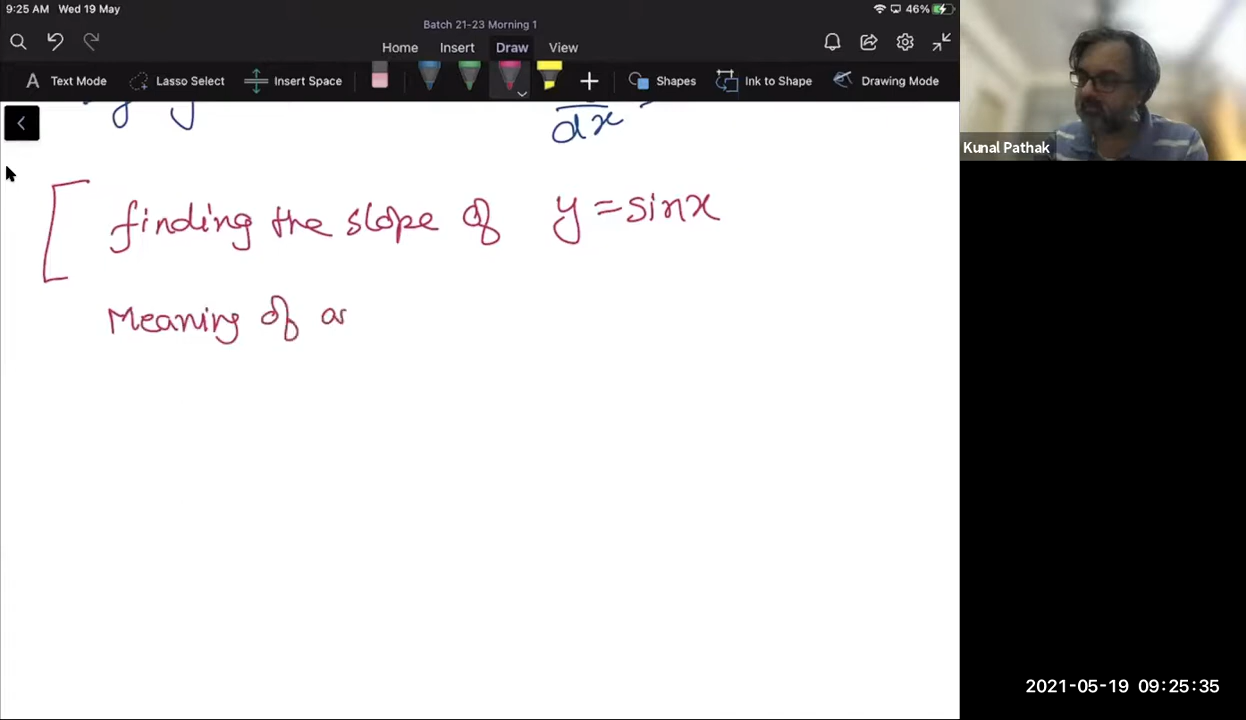 9:25 AM Wed 19 May
46%
Batch 21-23 Morning 1
Home Insert Draw View
A Text Mode Lasso Select Insert Space Shapes Ink to Shape Drawing Mode
dx
finding the slope of y = sinx
Meaning of
Kunal Pathak
2021-05-19 09:25:35